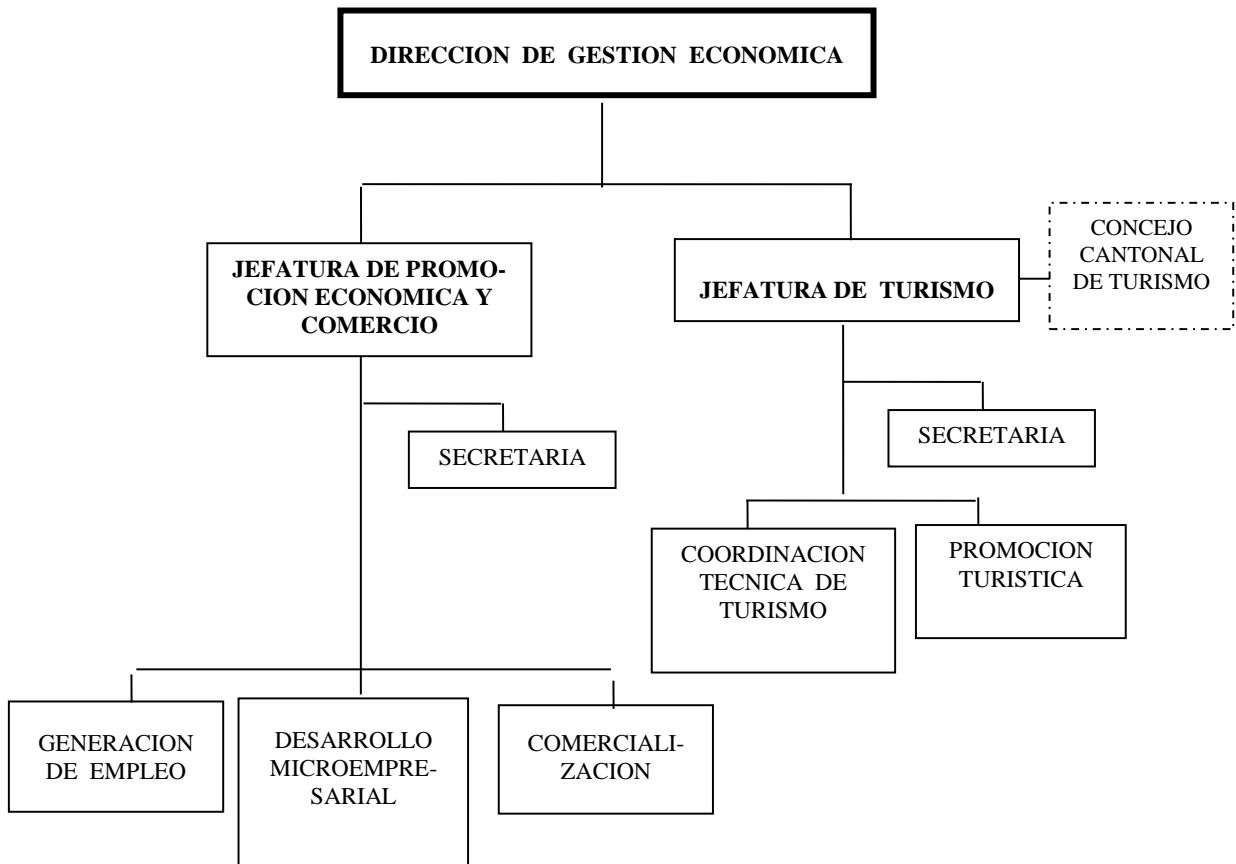 DIRECCION DE GESTION ECONOMICA
CONCEJO
CANTONAL
DE TURISMO
JEFATURA DE PROMO-
CION ECONOMICA Y
COMERCIO
JEFATURA DE TURISMO
SECRETARIA
SECRETARIA
COORDINACION
TECNICA DE
TURISMO
PROMOCION
TURISTICA
GENERACION
DE EMPLEO
DESARROLLO
MICROEMPRE-
SARIAL
COMERCIALI-
ZACION